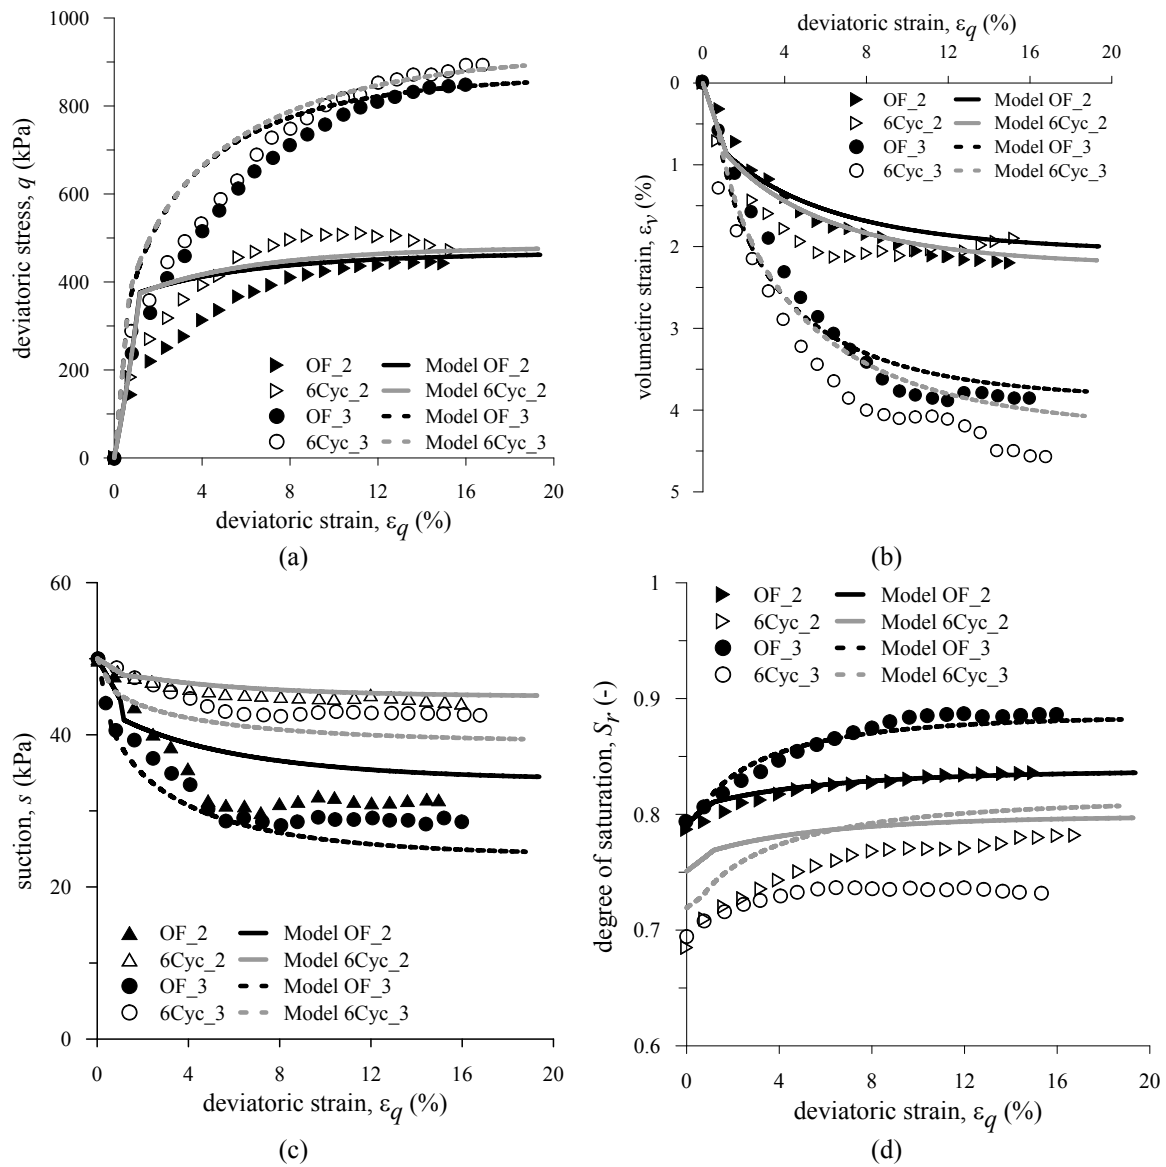 1000
800
600
400
200
0
deviatoric stress, q (kPa)
OF_2 Model OF_2
6Cyc_2 Model 6Cyc_2
OF_3 Model OF_3
6Cyc_3 Model 6Cyc_3
0 4 8 12 16 20
deviatoric strain, εq (%)
(a)
deviatoric strain, εq (%)
0 4 8 12 16 20
0
1
2
3
4
5
volumetirc strain, εv (%)
OF_2 Model OF_2
6Cyc_2 Model 6Cyc_2
OF_3 Model OF_3
6Cyc_3 Model 6Cyc_3
(b)
60
40
20
0
suction, s (kPa)
OF_2 Model OF_2
6Cyc_2 Model 6Cyc_2
OF_3 Model OF_3
6Cyc_3 Model 6Cyc_3
0 4 8 12 16 20
deviatoric strain, εq (%)
(c)
1
0.9
0.8
0.7
0.6
degree of saturation, Sr (-)
OF_2 Model OF_2
6Cyc_2 Model 6Cyc_2
OF_3 Model OF_3
6Cyc_3 Model 6Cyc_3
0 4 8 12 16 20
deviatoric strain, εq (%)
(d)